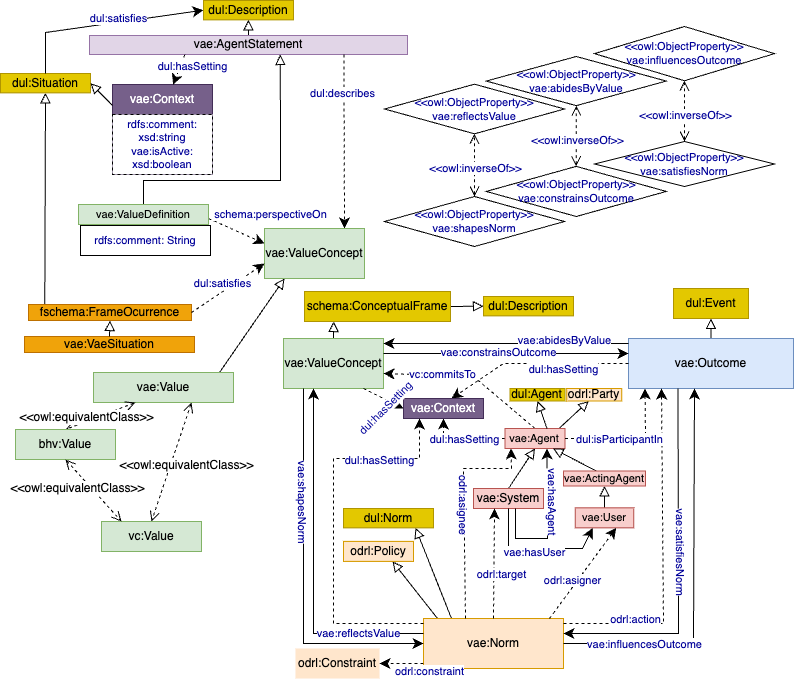 dul:Description
dul:satisfies
vae:AgentStatement
dul:hasSetting
dul:Situation
vae:Context
dul:describes
rdfs:comment:
xsd:string
vae:isActive:
xsd:boolean
<<owl:ObjectProperty>>
vae:influencesOutcome
<<owl:ObjectProperty>>
vae:abidesByValue
<<owl:ObjectProperty>>
vae:reflectsValue
<<owl:inverseOf>>
<<owl:inverseOf>>
<<owl:inverseOf>>
<<owl:ObjectProperty>>
vae:satisfiesNorm
<<owl:ObjectProperty>>
vae:constrainsOutcome
<<owl:ObjectProperty>>
vae:shapesNorm
vae:ValueDefinition
schema:perspectiveOn
rdfs:comment: String
vae:ValueConcept
dul:satisfies
fschema:FrameOcurrence
vae:VaeSituation
schema:ConceptualFrame
dul:Description
dul:Event
vae:ValueConcept
vae:abidesByValue
vae:constrainsOutcome
vae:Outcome
dul:hasSetting
vc:commitsTo
vae:Value
<<owl:equivalentClass>>
bhv:Value
<<owl:equivalentClass>>
<<owl:equivalentClass>>
vc:Value
dul:hasSetting
vae:Context
dul:Agent
odrl:Party
dul:hasSetting
vae:Agent
dul:isParticipantIn
dul:hasSetting
vae:shapesNorm
odrl:asignee
vae:hasAgent
vae:ActingAgent
vae:System
vae:User
vae:satisfiesNorm
dul:Norm
odrl:Policy
vae:hasUser
odrl:target
odrl:asigner
odrl:action
vae:reflectsValue
vae:Norm
vae:influencesOutcome
odrl:Constraint
odrl:constraint